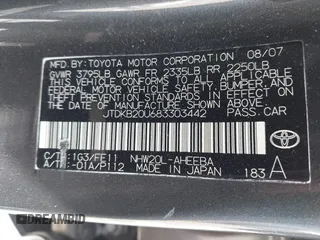 MFD BY: TOYOTA MOTOR CORPORATION 08/07
GVWR 3795LB GAWR FR 2335LB RR 2250LB
THIS VEHICLE CONFORMS TO ALL APPLICABLE
FEDERAL MOTOR VEHICLE SAFETY, BUMPER, AND
THEFT PREVENTION STANDARDS IN EFFECT ON
THE DATE OF MANUFACTURE SHOWN ABOVE.
JTDKB20U683303442 PASS.CAR
C/TR: 1G3/FE11 NHW20L-AHEEBA
A/TM: -01A/P112 MADE IN JAPAN 183 A
DREAMBID